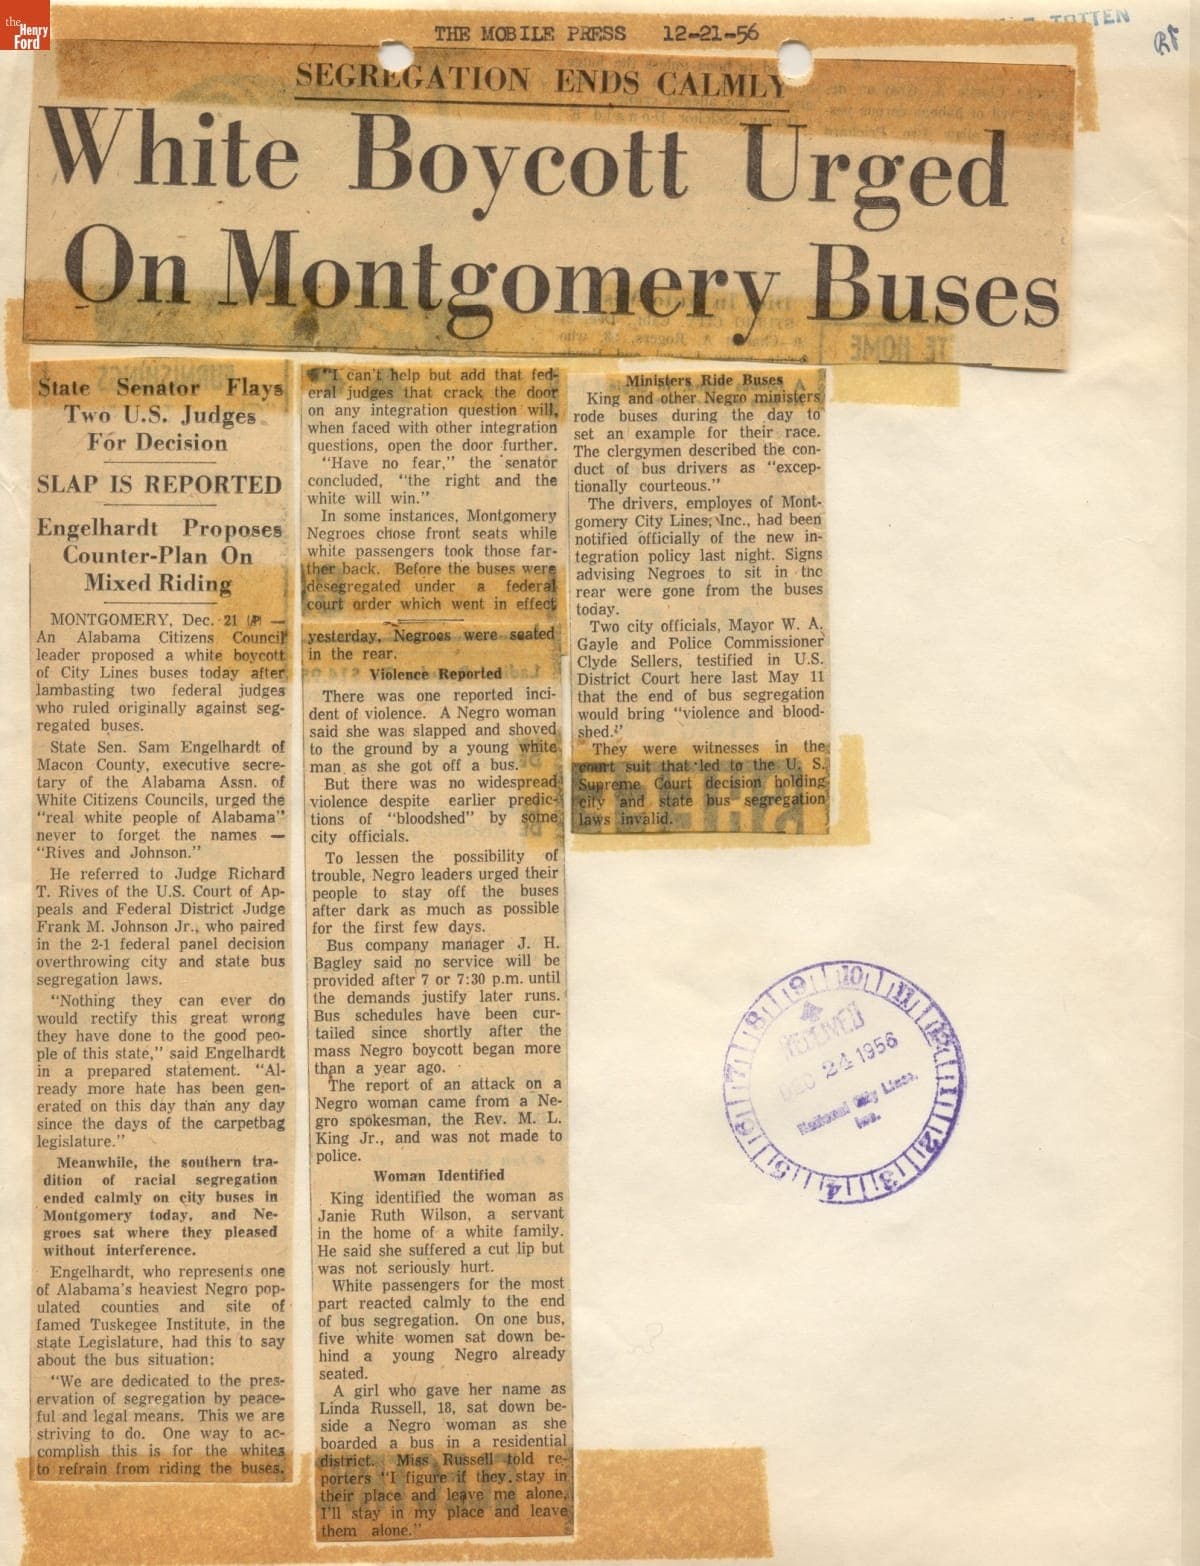 the
Henry
Ford
TOTTEN
THE MOBILE PRESS 12-21-56
SEGREGATION ENDS CALMLY
White Boycott Urged
On Montgomery Buses
State Senator Flays
Two U.S. Judges
For Decision
SLAP IS REPORTED
Engelhardt Proposes
Counter-Plan On
Mixed Riding
MONTGOMERY, Dec. 21 (AP) —
An Alabama Citizens Council
leader proposed a white boycott
of City Lines buses today after
lambasting two federal judges
who ruled originally against seg-
regated buses.
State Sen. Sam Engelhardt of
Macon County, executive secre-
tary of the Alabama Assn. of
White Citizens Councils, urged the
"real white people of Alabama"
never to forget the names —
"Rives and Johnson."
He referred to Judge Richard
T. Rives of the U.S. Court of Ap-
peals and Federal District Judge
Frank M. Johnson Jr., who paired
in the 2-1 federal panel decision
overthrowing city and state bus
segregation laws.
"Nothing they can ever do
would rectify this great wrong
they have done to the good peo-
ple of this state," said Engelhardt
in a prepared statement. "Al-
ready more hate has been gen-
erated on this day than any day
since the days of the carpetbag
legislature."
Meanwhile, the southern tra-
dition of racial segregation
ended calmly on city buses in
Montgomery today, and Ne-
groes sat where they pleased
without interference.
Engelhardt, who represents one
of Alabama's heaviest Negro pop-
ulated counties and site of
famed Tuskegee Institute, in the
state Legislature, had this to say
about the bus situation:
"We are dedicated to the pres-
ervation of segregation by peace-
ful and legal means. This we are
striving to do. One way to ac-
complish this is for the whites
to refrain from riding the buses.
"I can't help but add that fed-
eral judges that crack the door
on any integration question will,
when faced with other integration
questions, open the door further.
"Have no fear," the senator
concluded, "the right and the
white will win."
In some instances, Montgomery
Negroes chose front seats while
white passengers took those far-
ther back. Before the buses were
desegregated under a federal
court order which went in effect
yesterday, Negroes were seated
in the rear.
Violence Reported
There was one reported inci-
dent of violence. A Negro woman
said she was slapped and shoved
to the ground by a young white
man as she got off a bus.
But there was no widespread
violence despite earlier predic-
tions of "bloodshed" by some
city officials.
To lessen the possibility of
trouble, Negro leaders urged their
people to stay off the buses
after dark as much as possible
for the first few days.
Bus company manager J. H.
Bagley said no service will be
provided after 7 or 7:30 p.m. until
the demands justify later runs.
Bus schedules have been cur-
tailed since shortly after the
mass Negro boycott began more
than a year ago.
The report of an attack on a
Negro woman came from a Ne-
gro spokesman, the Rev. M. L.
King Jr., and was not made to
police.
Woman Identified
King identified the woman as
Janie Ruth Wilson, a servant
in the home of a white family.
He said she suffered a cut lip but
was not seriously hurt.
White passengers for the most
part reacted calmly to the end
of bus segregation. On one bus,
five white women sat down be-
hind a young Negro already
seated.
A girl who gave her name as
Linda Russell, 18, sat down be-
side a Negro woman as she
boarded a bus in a residential
district. Miss Russell told re-
porters "I figure if they stay in
their place and leave me alone,
I'll stay in my place and leave
them alone."
Ministers Ride Buses
King and other Negro ministers
rode buses during the day to
set an example for their race.
The clergymen described the con-
duct of bus drivers as "excep-
tionally courteous."
The drivers, employes of Mont-
gomery City Lines, Inc., had been
notified officially of the new in-
tegration policy last night. Signs
advising Negroes to sit in the
rear were gone from the buses
today.
Two city officials, Mayor W. A.
Gayle and Police Commissioner
Clyde Sellers, testified in U.S.
District Court here last May 11
that the end of bus segregation
would bring "violence and blood-
shed."
They were witnesses in the
court suit that led to the U. S.
Supreme Court decision holding
city and state bus segregation
laws invalid.
9 10 11 12 1 2 3 4 5 6 7 8
RECEIVED
DEC 24 1956
National City Lines,
Inc.